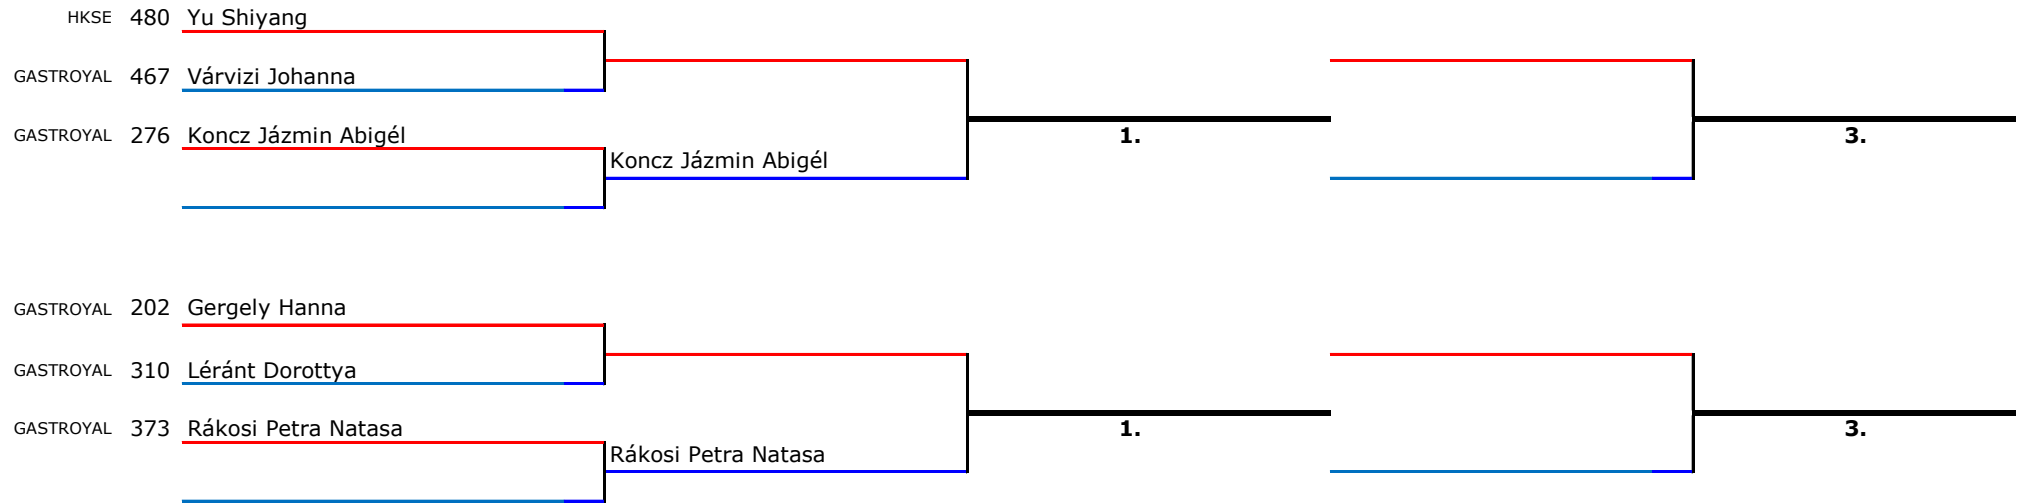 HKSE 480 Yu Shiyang
GASTROYAL 467 Várvizi Johanna
GASTROYAL 276 Koncz Jázmin Abigél
1.
3.
Koncz Jázmin Abigél
GASTROYAL 202 Gergely Hanna
GASTROYAL 310 Léránt Dorottya
GASTROYAL 373 Rákosi Petra Natasa
1.
3.
Rákosi Petra Natasa